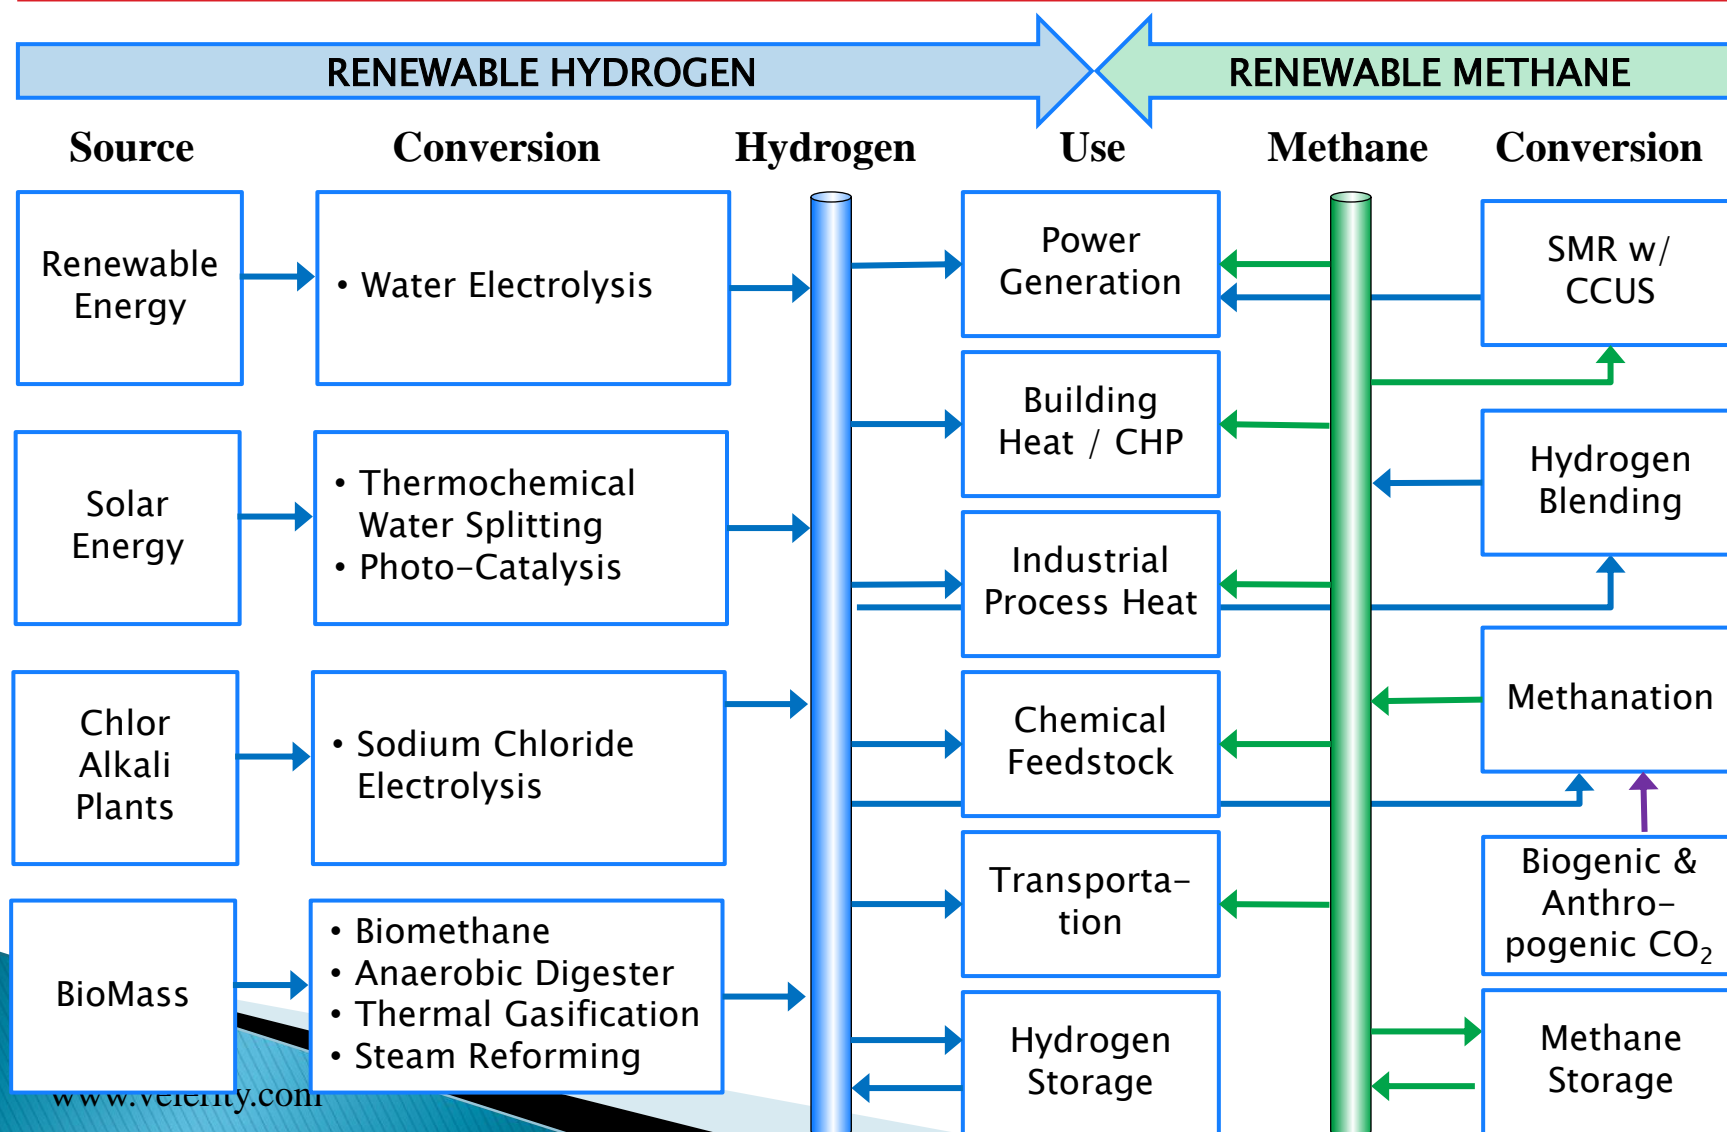 RENEWABLE HYDROGEN
RENEWABLE METHANE
Source
Conversion
Hydrogen
Use
Methane
Conversion
Renewable
Energy
• Water Electrolysis
Power
Generation
SMR w/
CCUS
Solar
Energy
• Thermochemical
Water Splitting
• Photo-Catalysis
Building
Heat / CHP
Hydrogen
Blending
Industrial
Process Heat
Chlor
Alkali
Plants
• Sodium Chloride
Electrolysis
Chemical
Feedstock
Methanation
Transporta-
tion
Biogenic &
Anthro-
pogenic CO₂
BioMass
• Biomethane
• Anaerobic Digester
• Thermal Gasification
• Steam Reforming
Hydrogen
Storage
Methane
Storage
www.velerity.com